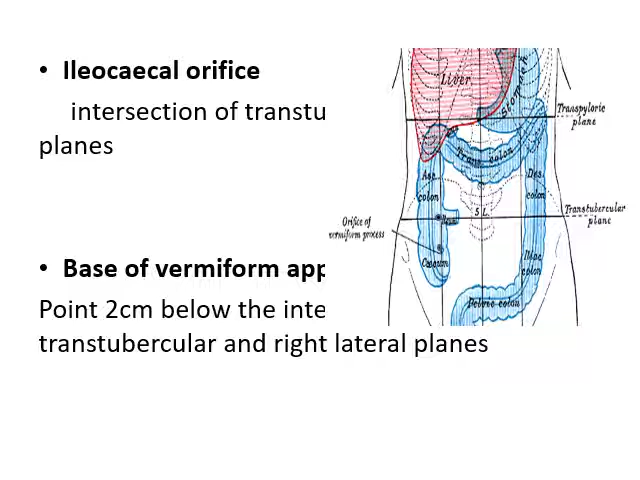 • Ileocaecal orifice
intersection of transtu
planes
• Base of vermiform app
Point 2cm below the inte
transtubercular and right lateral planes
Liver
Stomach
Transpyloric
plane
Trans. colon
Asc.
colon
Des.
colon
5 L.
Transtubercular
plane
Orifice of
vermiform process
Caecum
Iliac
colon
Pelvic colon